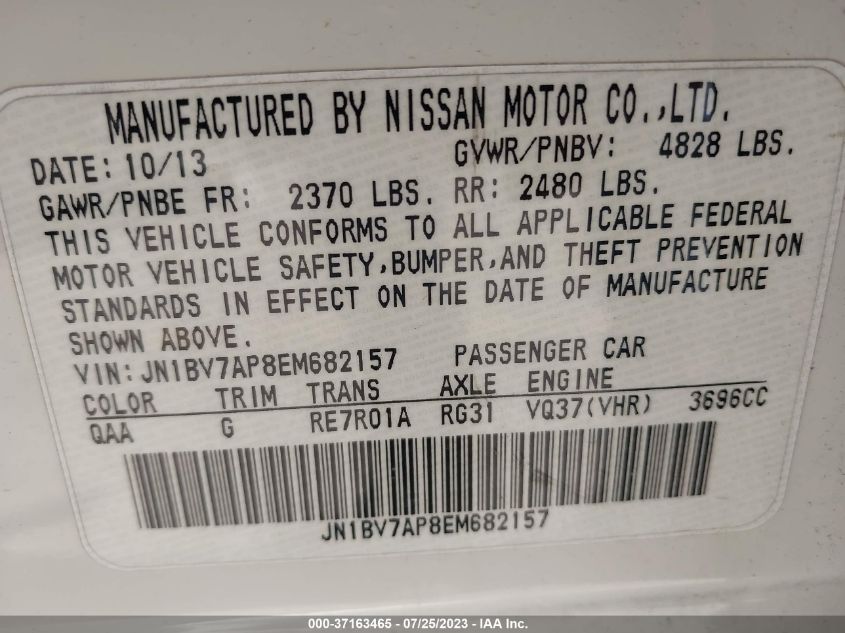 MANUFACTURED BY NISSAN MOTOR CO.,LTD.
DATE: 10/13 GVWR/PNBV: 4828 LBS.
GAWR/PNBE FR: 2370 LBS. RR: 2480 LBS.
THIS VEHICLE CONFORMS TO ALL APPLICABLE FEDERAL
MOTOR VEHICLE SAFETY,BUMPER,AND THEFT PREVENTION
STANDARDS IN EFFECT ON THE DATE OF MANUFACTURE
SHOWN ABOVE.
VIN: JN1BV7AP8EM682157 PASSENGER CAR
COLOR TRIM TRANS AXLE ENGINE
QAA G RE7R01A RG31 VQ37(VHR) 3696CC
JN1BV7AP8EM682157
000-37163465 - 07/25/2023 - IAA Inc.